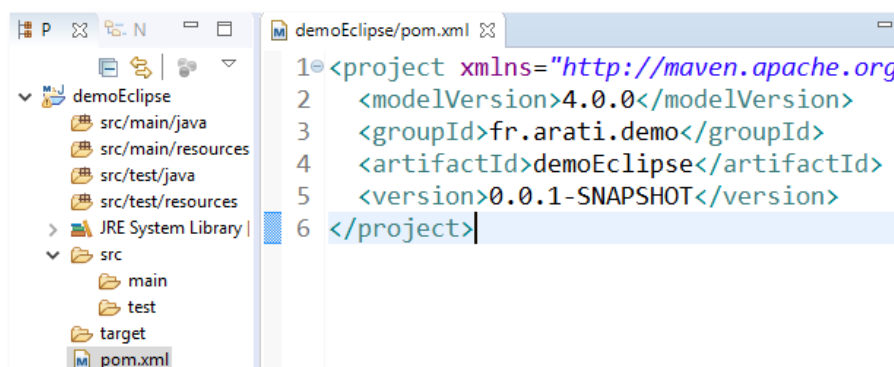 P
N
demoEclipse/pom.xml
demoEclipse
src/main/java
src/main/resources
src/test/java
src/test/resources
JRE System Library
src
main
test
target
pom.xml
1 <project xmlns="http://maven.apache.org
2 <modelVersion>4.0.0</modelVersion>
3 <groupId>fr.arati.demo</groupId>
4 <artifactId>demoEclipse</artifactId>
5 <version>0.0.1-SNAPSHOT</version>
6 </project>